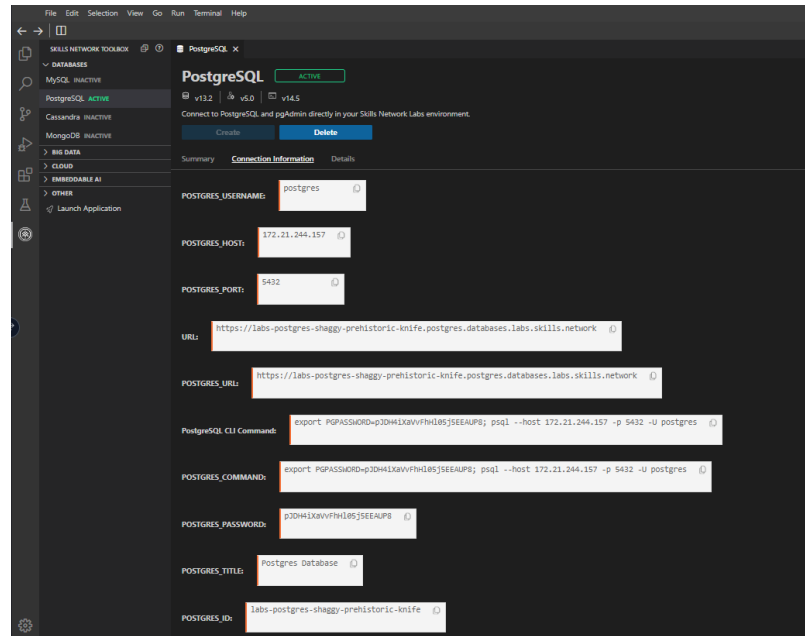 File Edit Selection View Go Run Terminal Help
SKILLS NETWORK TOOLBOX
PostgreSQL
DATABASES
MySQL INACTIVE
PostgreSQL ACTIVE
Cassandra INACTIVE
MongoDB INACTIVE
BIG DATA
CLOUD
EMBEDDABLE AI
OTHER
Launch Application
PostgreSQL ACTIVE
v13.2 v5.0 v14.5
Connect to PostgreSQL and pgAdmin directly in your Skills Network Labs environment.
Create Delete
Summary Connection Information Details
POSTGRES_USERNAME: postgres
POSTGRES_HOST: 172.21.244.157
POSTGRES_PORT: 5432
URL: https://labs-postgres-shaggy-prehistoric-knife.postgres.databases.labs.skills.network
POSTGRES_URL: https://labs-postgres-shaggy-prehistoric-knife.postgres.databases.labs.skills.network
PostgreSQL CLI Command: export PGPASSWORD=pJDH4iXaVvFhHl05j5EEAUP8; psql --host 172.21.244.157 -p 5432 -U postgres
POSTGRES_COMMAND: export PGPASSWORD=pJDH4iXaVvFhHl05j5EEAUP8; psql --host 172.21.244.157 -p 5432 -U postgres
POSTGRES_PASSWORD: pJDH4iXaVvFhHl05j5EEAUP8
POSTGRES_TITLE: Postgres Database
POSTGRES_ID: labs-postgres-shaggy-prehistoric-knife